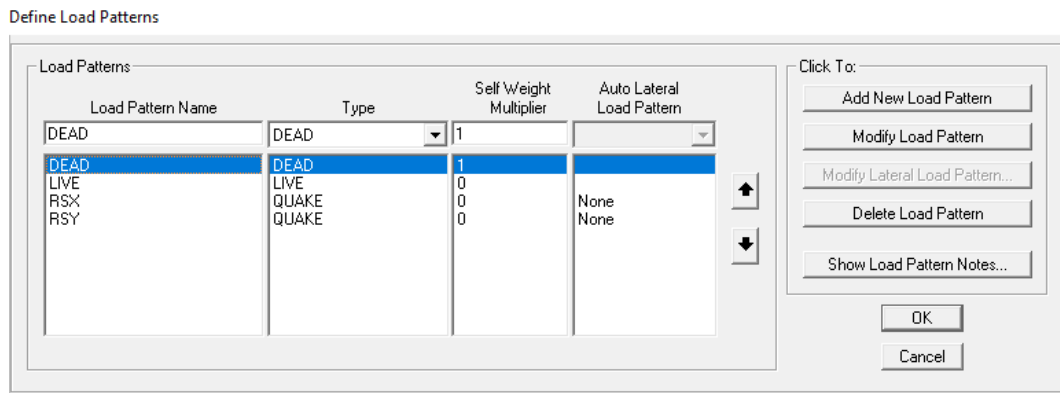 Define Load Patterns
Load Patterns
Click To:
Load Pattern Name Type Self Weight Multiplier Auto Lateral Load Pattern
DEAD DEAD 1
DEAD DEAD 1
LIVE LIVE 0
RSX QUAKE 0 None
RSY QUAKE 0 None
Add New Load Pattern
Modify Load Pattern
Modify Lateral Load Pattern...
Delete Load Pattern
Show Load Pattern Notes...
OK
Cancel